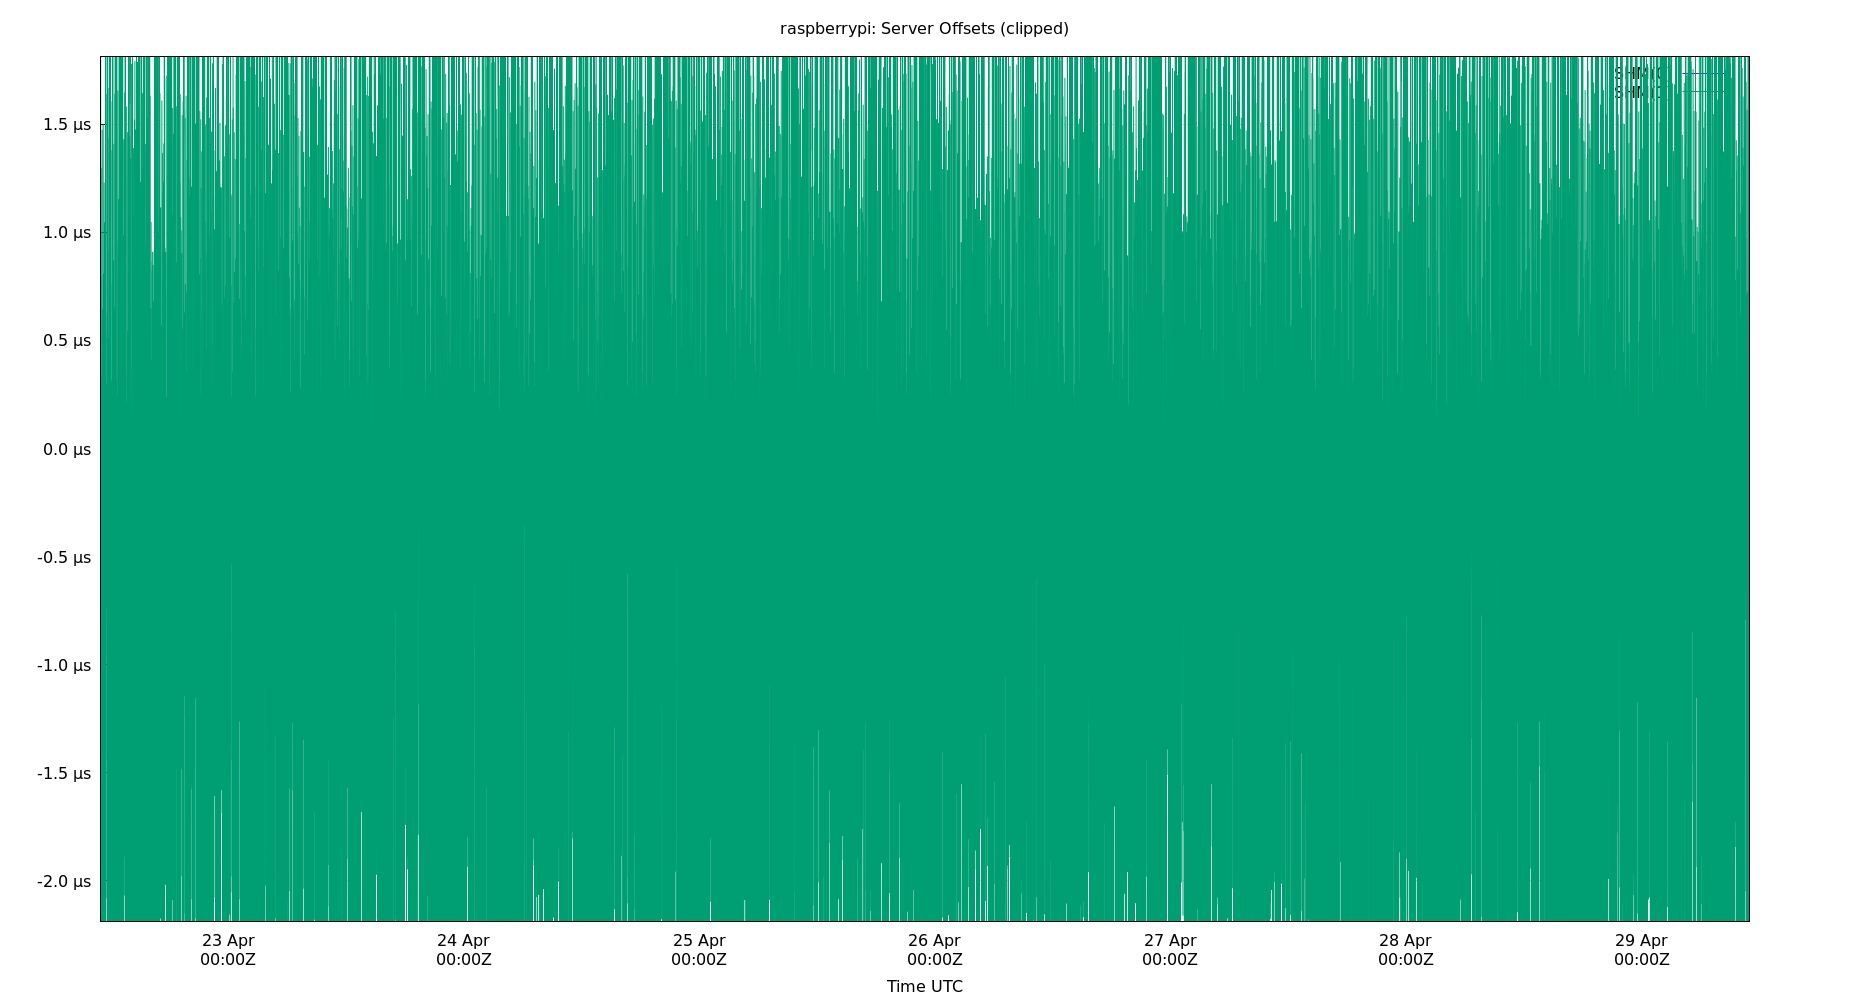 raspberrypi: Server Offsets (clipped)
1.5 µs
1.0 µs
0.5 µs
0.0 µs
-0.5 µs
-1.0 µs
-1.5 µs
-2.0 µs
23 Apr 24 Apr 25 Apr 26 Apr 27 Apr 28 Apr 29 Apr
00:00Z 00:00Z 00:00Z 00:00Z 00:00Z 00:00Z 00:00Z
Time UTC